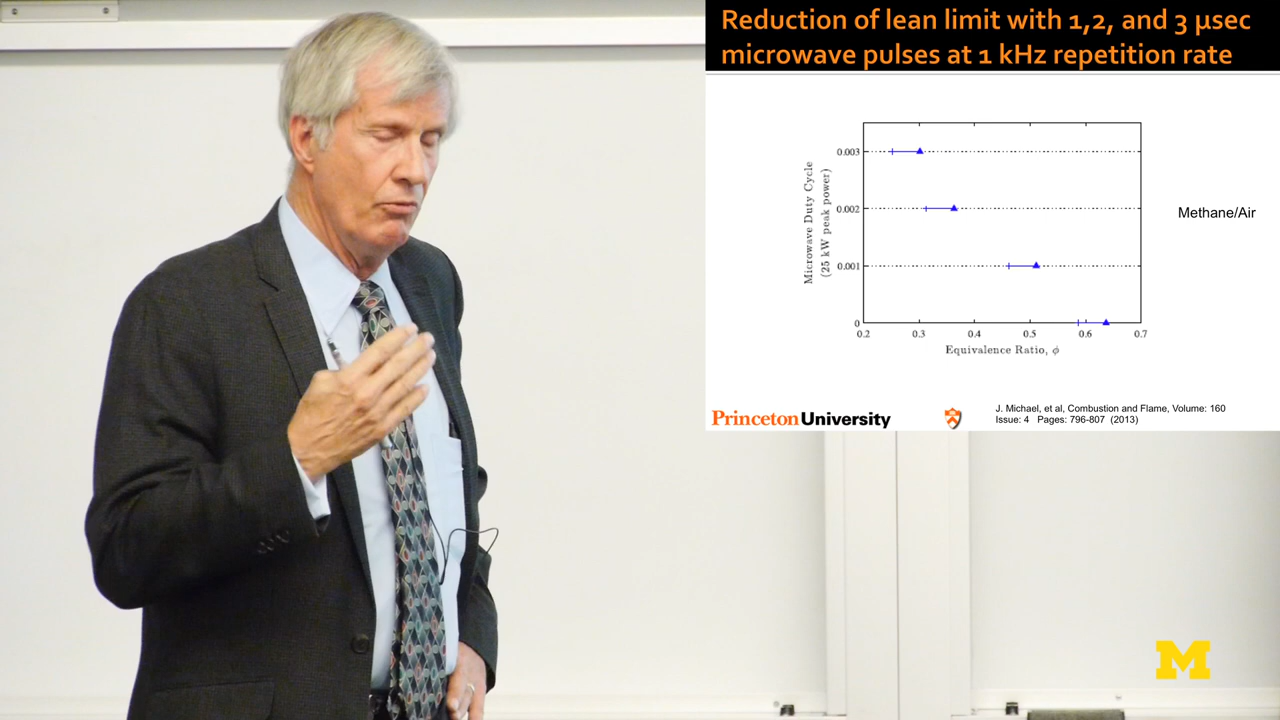 Reduction of lean limit with 1,2, and 3 µsec
microwave pulses at 1 kHz repetition rate
0.003
0.002
0.001
0
0.2 0.3 0.4 0.5 0.6 0.7
Microwave Duty Cycle
(25 kW peak power)
Equivalence Ratio, ϕ
Methane/Air
Princeton University
J. Michael, et al, Combustion and Flame, Volume: 160
Issue: 4 Pages: 796-807 (2013)
M